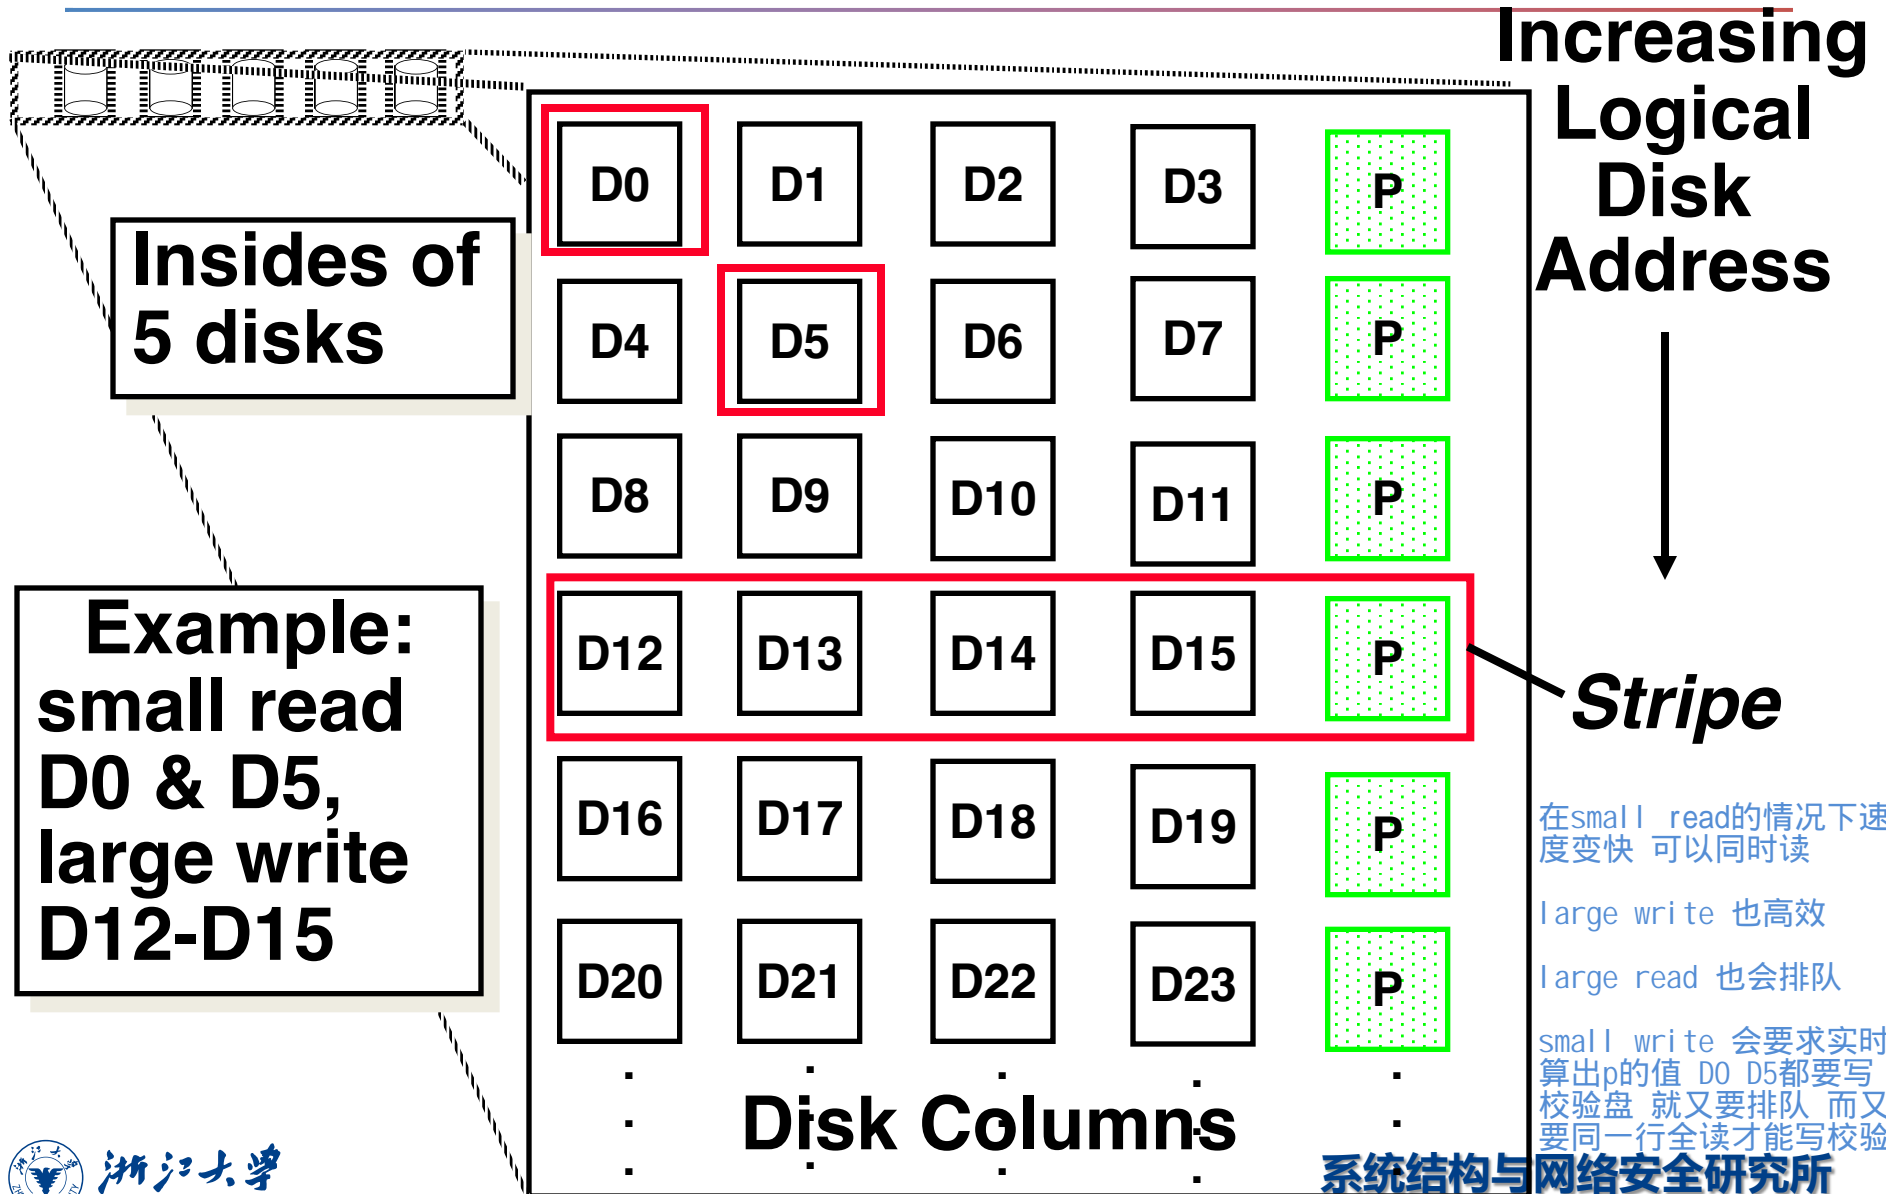 Increasing
Logical
Disk
Address
Insides of
5 disks
D0 D1 D2 D3 P
D4 D5 D6 D7 P
D8 D9 D10 D11 P
D12 D13 D14 D15 P
D16 D17 D18 D19 P
D20 D21 D22 D23 P
Example:
small read
D0 & D5,
large write
D12-D15
Stripe
在small read的情况下速
度变快 可以同时读
large write 也高效
large read 也会排队
small write 会要求实时
算出p的值 DO D5都要写
校验盘 就又要排队 而又
要同一行全读才能写校验
Disk Columns
浙江大学
系统结构与网络安全研究所